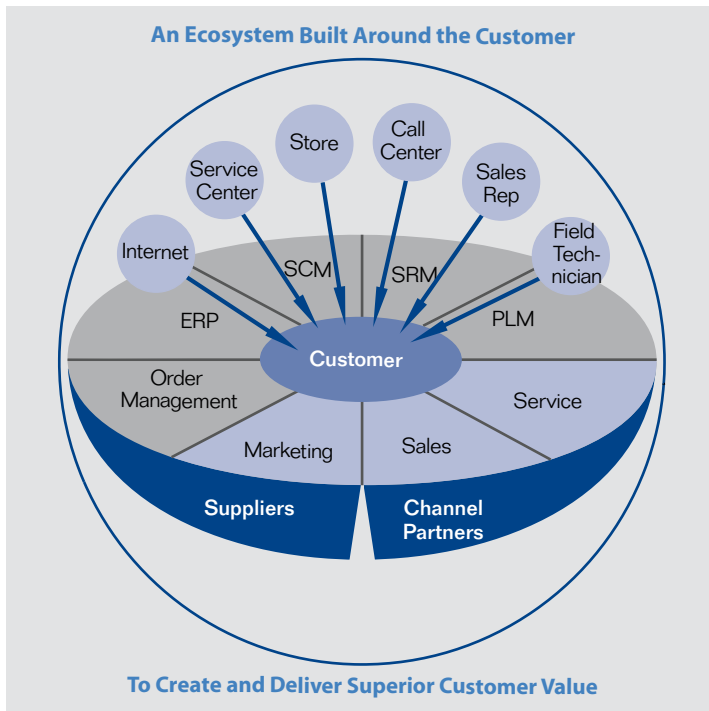 An Ecosystem Built Around the Customer
Call
Center
Store
Service
Center
Sales
Rep
Internet
Field
Tech-
nician
SCM
SRM
ERP
PLM
Customer
Order
Management
Service
Marketing
Sales
Suppliers
Channel
Partners
To Create and Deliver Superior Customer Value